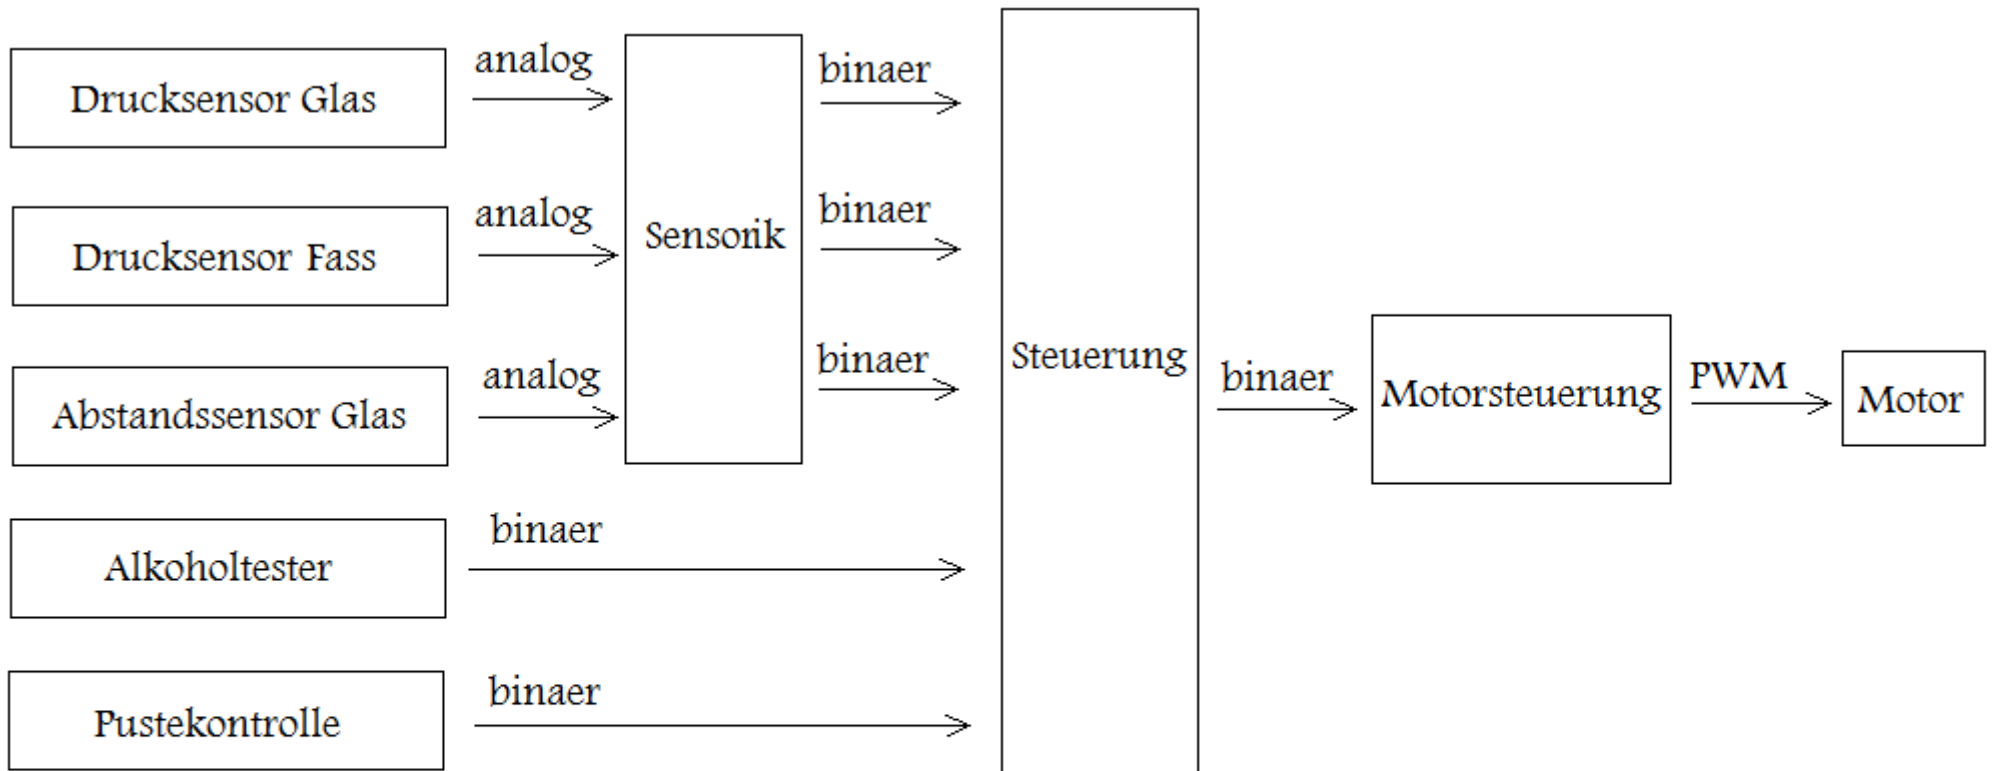 Drucksensor Glas
analog
binaer
Drucksensor Fass
analog
Sensorik
binaer
Abstandssensor Glas
analog
binaer
Steuerung
binaer
Motorsteuerung
PWM
Motor
Alkoholtester
binaer
Pustekontrolle
binaer